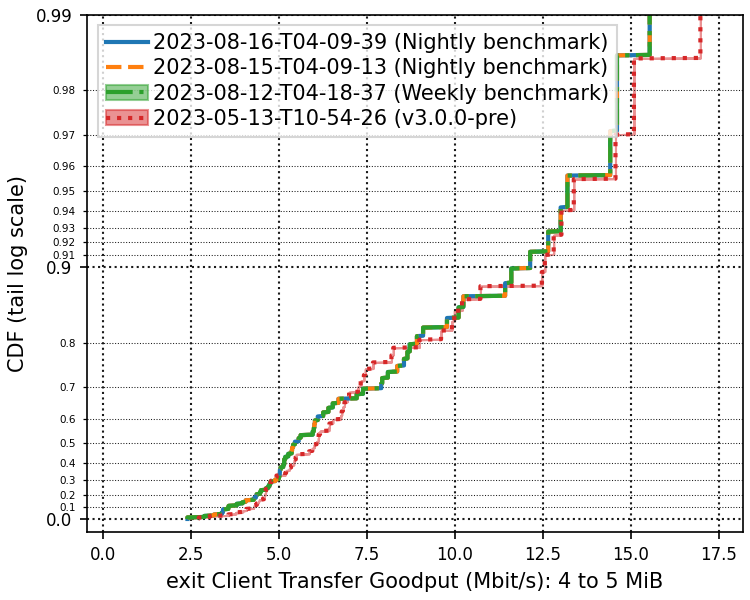 0.99
2023-08-16-T04-09-39 (Nightly benchmark)
2023-08-15-T04-09-13 (Nightly benchmark)
2023-08-12-T04-18-37 (Weekly benchmark)
2023-05-13-T10-54-26 (v3.0.0-pre)
0.98
0.97
0.96
0.95
0.94
0.93
0.92
0.91
0.9
0.8
0.7
0.6
0.5
0.4
0.3
0.2
0.1
0.0
CDF (tail log scale)
0.0 2.5 5.0 7.5 10.0 12.5 15.0 17.5
exit Client Transfer Goodput (Mbit/s): 4 to 5 MiB